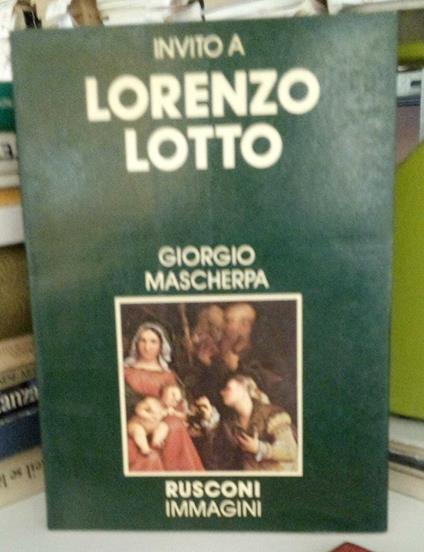 INVITO A
LORENZO
LOTTO
GIORGIO
MASCHERPA
RUSCONI
IMMAGINI